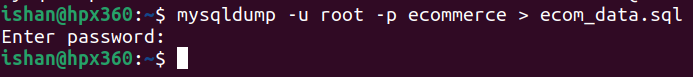 ishan@hpx360:~$ mysqldump -u root -p ecommerce > ecom_data.sql
Enter password:
ishan@hpx360:~$